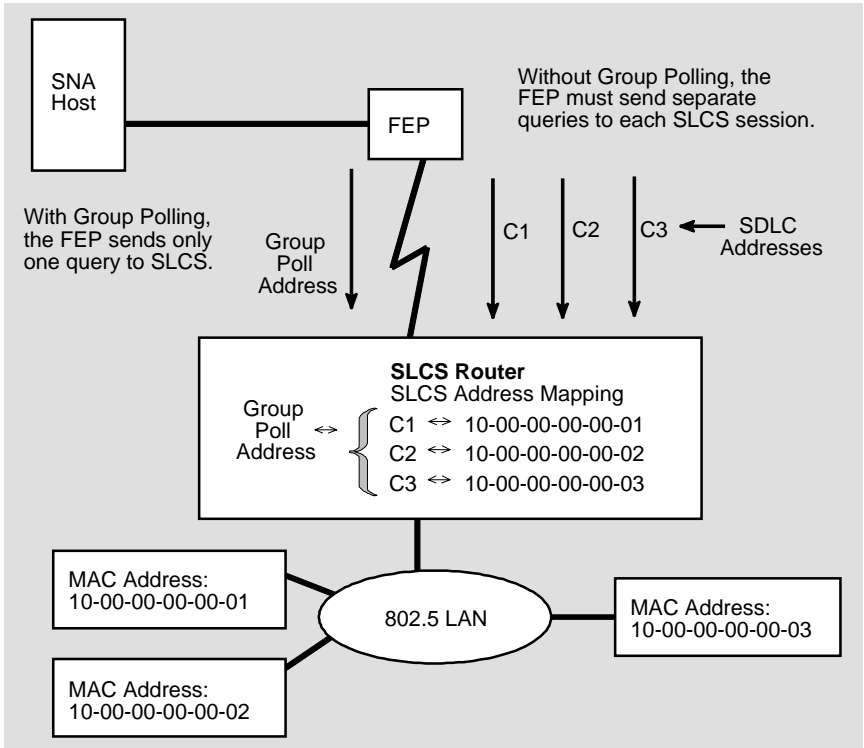 SNA
Host
FEP
Without Group Polling, the
FEP must send separate
queries to each SLCS session.
With Group Polling,
the FEP sends only
one query to SLCS.
Group
Poll
Address
C1
C2
C3
SDLC
Addresses
SLCS Router
SLCS Address Mapping
Group
Poll
Address
↔
C1 ↔ 10-00-00-00-00-01
C2 ↔ 10-00-00-00-00-02
C3 ↔ 10-00-00-00-00-03
MAC Address:
10-00-00-00-00-01
802.5 LAN
MAC Address:
10-00-00-00-00-03
MAC Address:
10-00-00-00-00-02